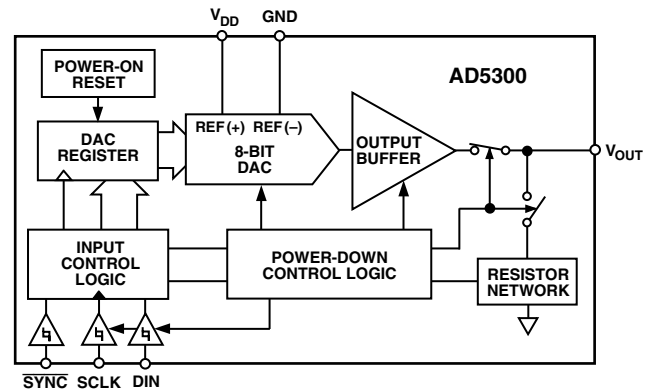 VDD GND
AD5300
POWER-ON
RESET
DAC
REGISTER
REF(+) REF(–)
8-BIT
DAC
OUTPUT
BUFFER
VOUT
INPUT
CONTROL
LOGIC
POWER-DOWN
CONTROL LOGIC
RESISTOR
NETWORK
SYNC SCLK DIN